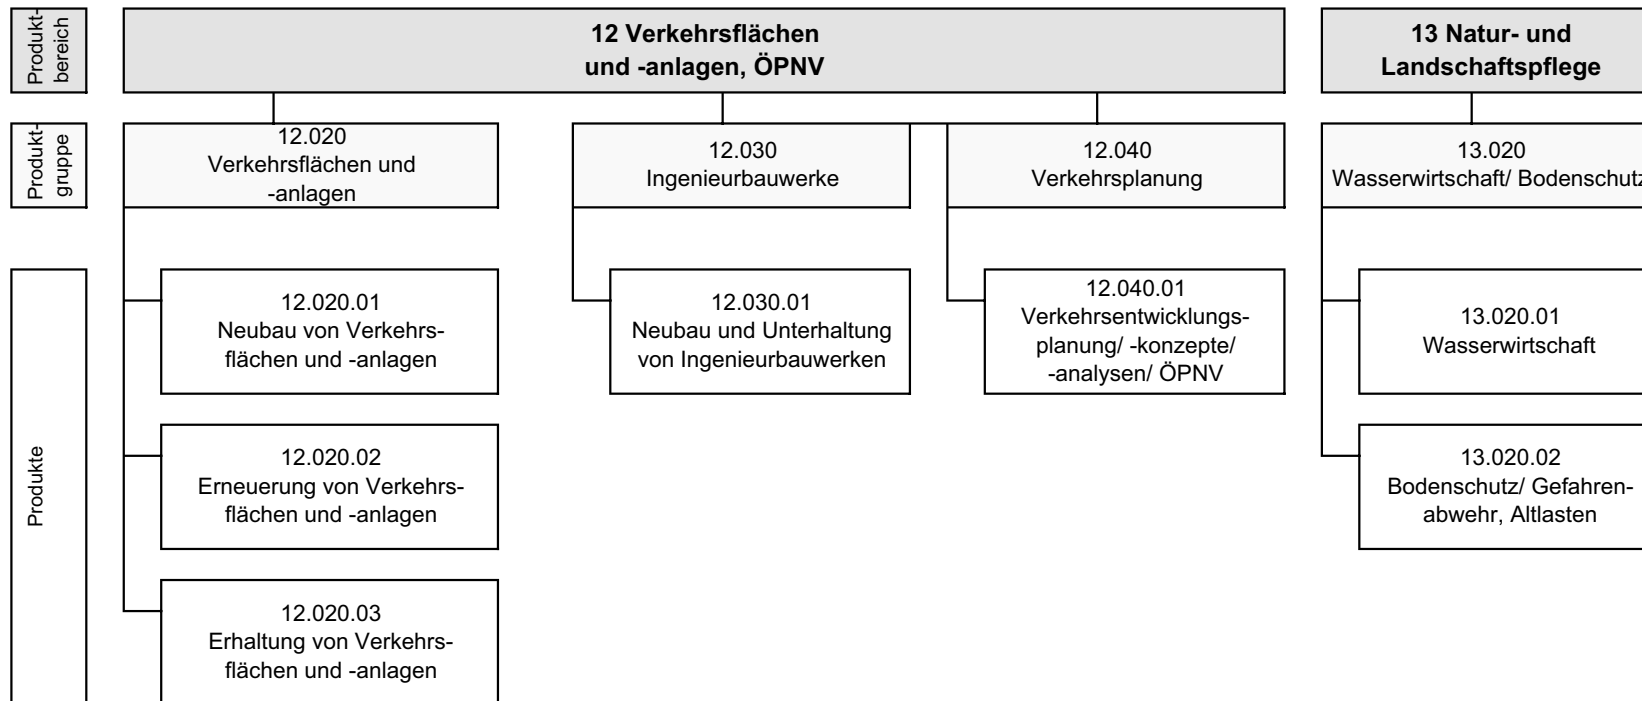 Produkt-
bereich
12 Verkehrsflächen
und -anlagen, ÖPNV
13 Natur- und
Landschaftspflege
Produkt-
gruppe
12.020
Verkehrsflächen und
-anlagen
12.030
Ingenieurbauwerke
12.040
Verkehrsplanung
13.020
Wasserwirtschaft/ Bodenschutz
Produkte
12.020.01
Neubau von Verkehrs-
flächen und -anlagen
12.030.01
Neubau und Unterhaltung
von Ingenieurbauwerken
12.040.01
Verkehrsentwicklungs-
planung/ -konzepte/
-analysen/ ÖPNV
13.020.01
Wasserwirtschaft
12.020.02
Erneuerung von Verkehrs-
flächen und -anlagen
13.020.02
Bodenschutz/ Gefahren-
abwehr, Altlasten
12.020.03
Erhaltung von Verkehrs-
flächen und -anlagen